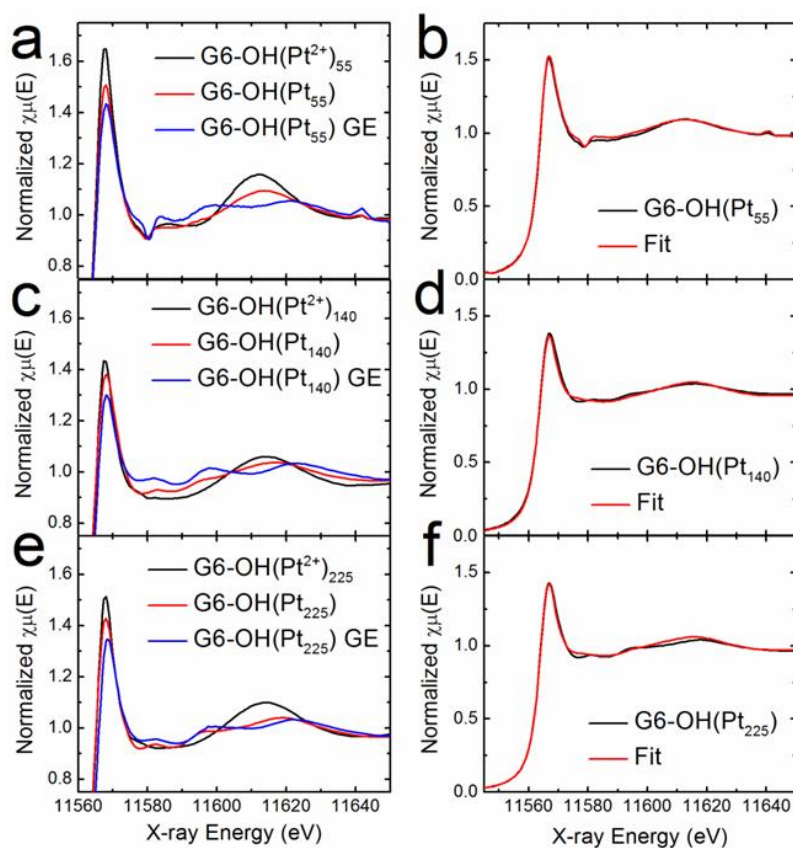 a
G6-OH(Pt²⁺)₅₅
G6-OH(Pt₅₅)
G6-OH(Pt₅₅) GE
Normalized χμ(E)
1.6
1.4
1.2
1.0
0.8
b
G6-OH(Pt₅₅)
Fit
Normalized χμ(E)
1.5
1.0
0.5
0.0
c
G6-OH(Pt²⁺)₁₄₀
G6-OH(Pt₁₄₀)
G6-OH(Pt₁₄₀) GE
Normalized χμ(E)
1.6
1.4
1.2
1.0
0.8
d
G6-OH(Pt₁₄₀)
Fit
Normalized χμ(E)
1.5
1.0
0.5
0.0
e
G6-OH(Pt²⁺)₂₂₅
G6-OH(Pt₂₂₅)
G6-OH(Pt₂₂₅) GE
Normalized χμ(E)
1.6
1.4
1.2
1.0
0.8
11560 11580 11600 11620 11640
X-ray Energy (eV)
f
G6-OH(Pt₂₂₅)
Fit
Normalized χμ(E)
1.5
1.0
0.5
0.0
11560 11580 11600 11620 11640
X-ray Energy (eV)